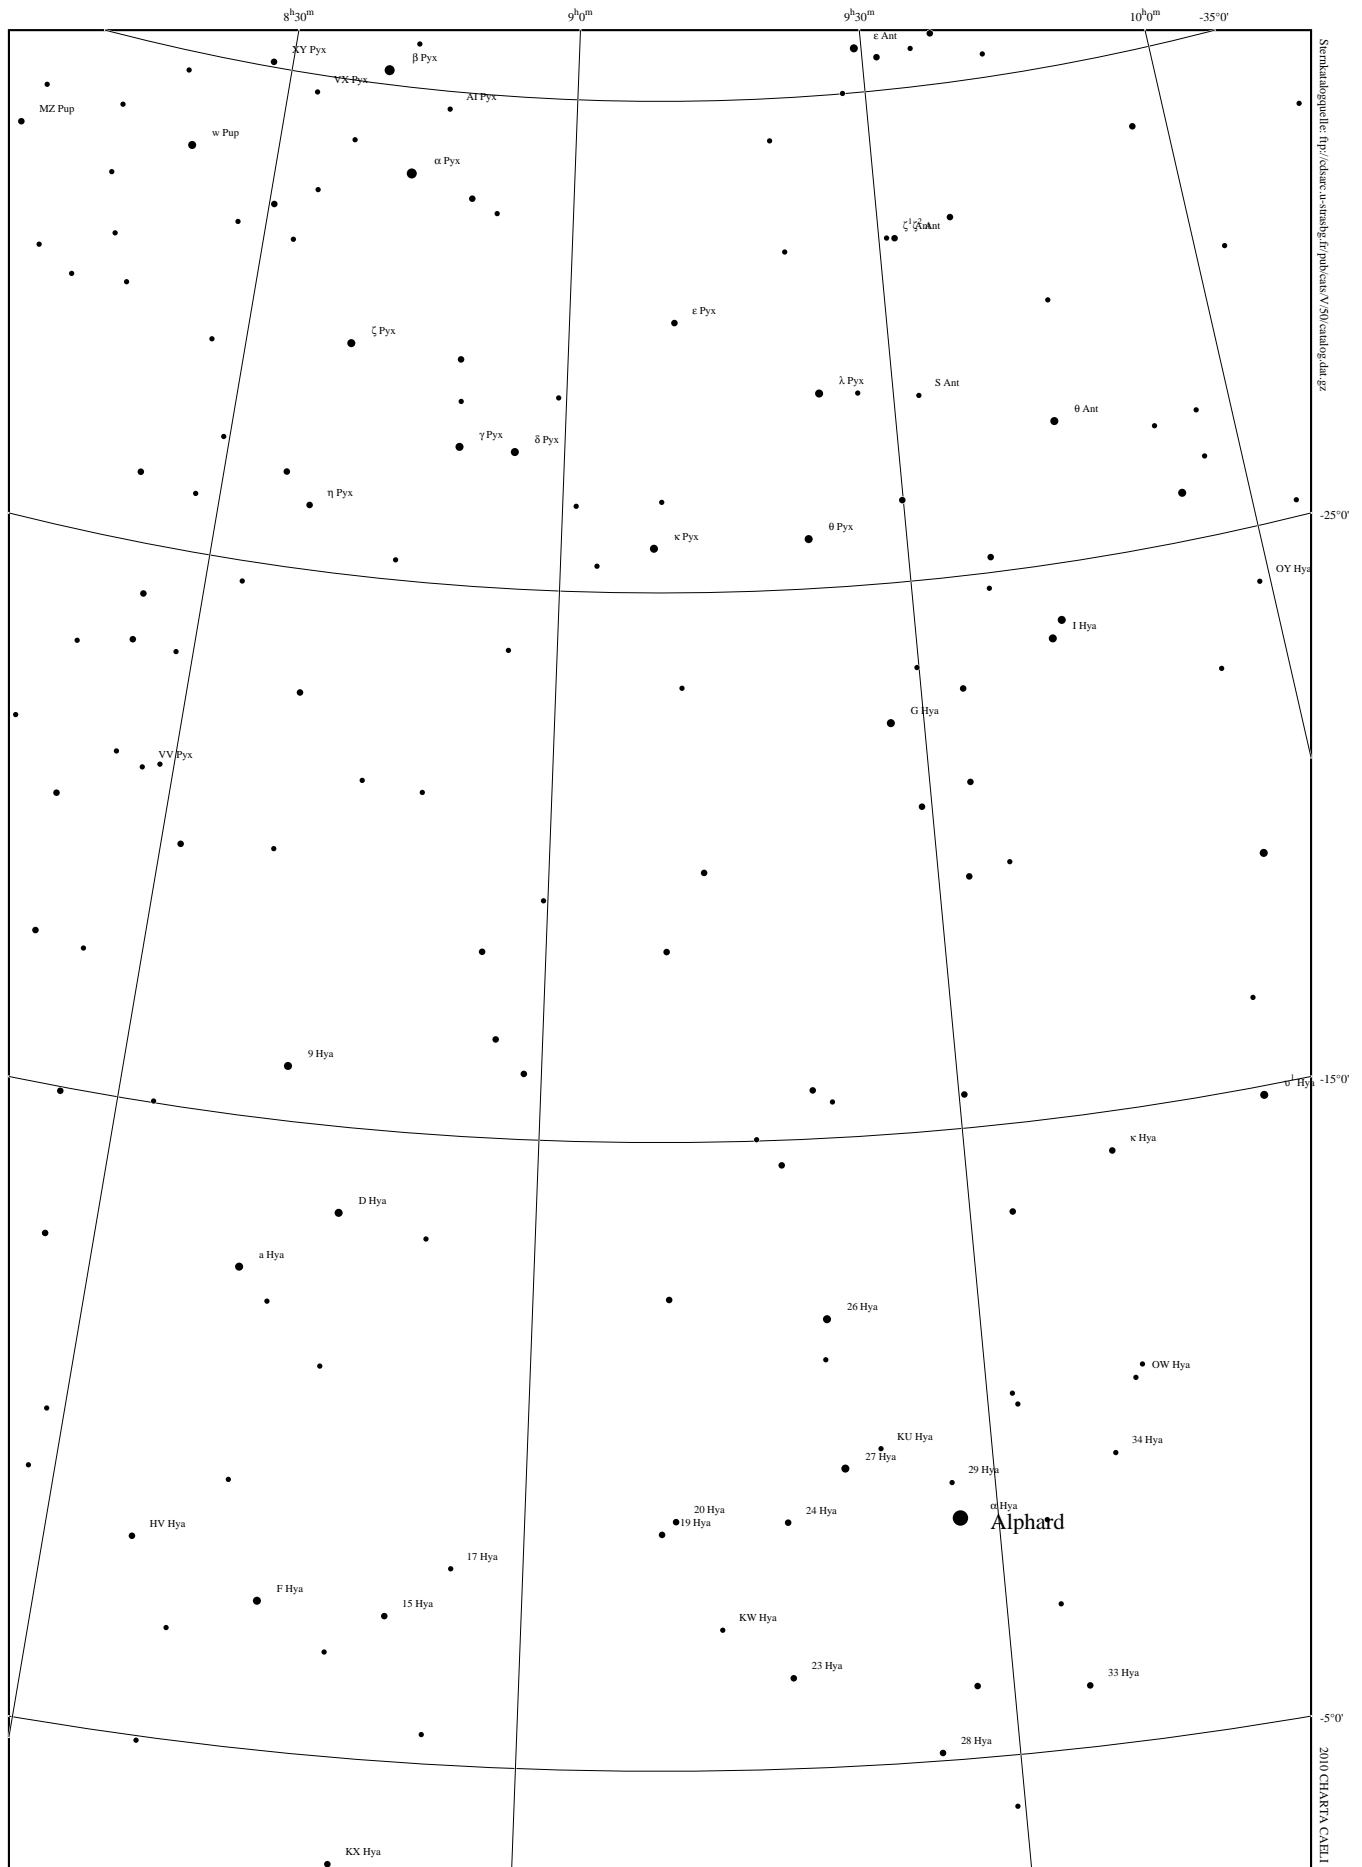 8h30m
9h0m
9h30m
10h0m
-35°0'
XY Pyx
β Pyx
ε Ant
VX Pyx
AI Pyx
MZ Pup
w Pup
α Pyx
ζ1 Ant
ζ2 Ant
ε Pyx
ζ Pyx
λ Pyx
S Ant
θ Ant
γ Pyx
δ Pyx
η Pyx
-25°0'
θ Pyx
κ Pyx
OY Hya
I Hya
G Hya
VV Pyx
9 Hya
-15°0'
υ1 Hya
κ Hya
D Hya
a Hya
26 Hya
OW Hya
KU Hya
34 Hya
27 Hya
29 Hya
α Hya
Alphard
20 Hya
24 Hya
19 Hya
HV Hya
17 Hya
F Hya
15 Hya
KW Hya
23 Hya
33 Hya
-5°0'
28 Hya
KX Hya
Sternkatalogquelle: ftp://cdsarc.u-strasbg.fr/pub/cats/V/50/catalog.dat.gz
2010 CHARTA CAELI